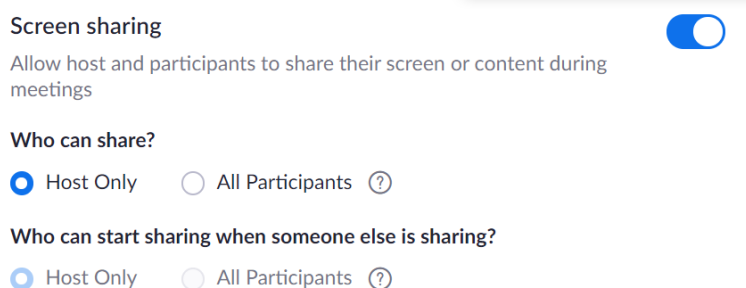 Screen sharing
Allow host and participants to share their screen or content during
meetings
Who can share?
Host Only All Participants ?
Who can start sharing when someone else is sharing?
Host Only All Participants ?